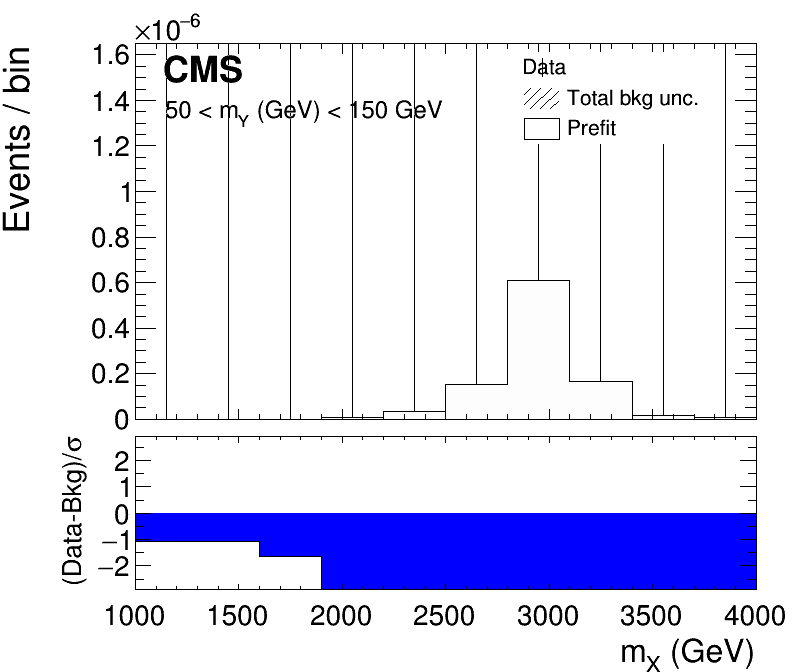 ×10⁻⁶
Events / bin
1.6
1.4
1.2
1
0.8
0.6
0.4
0.2
0
CMS
50 < m_Y (GeV) < 150 GeV
Data
Total bkg unc.
Prefit
(Data-Bkg)/σ
2
1
0
−1
−2
1000 1500 2000 2500 3000 3500 4000
m_X (GeV)